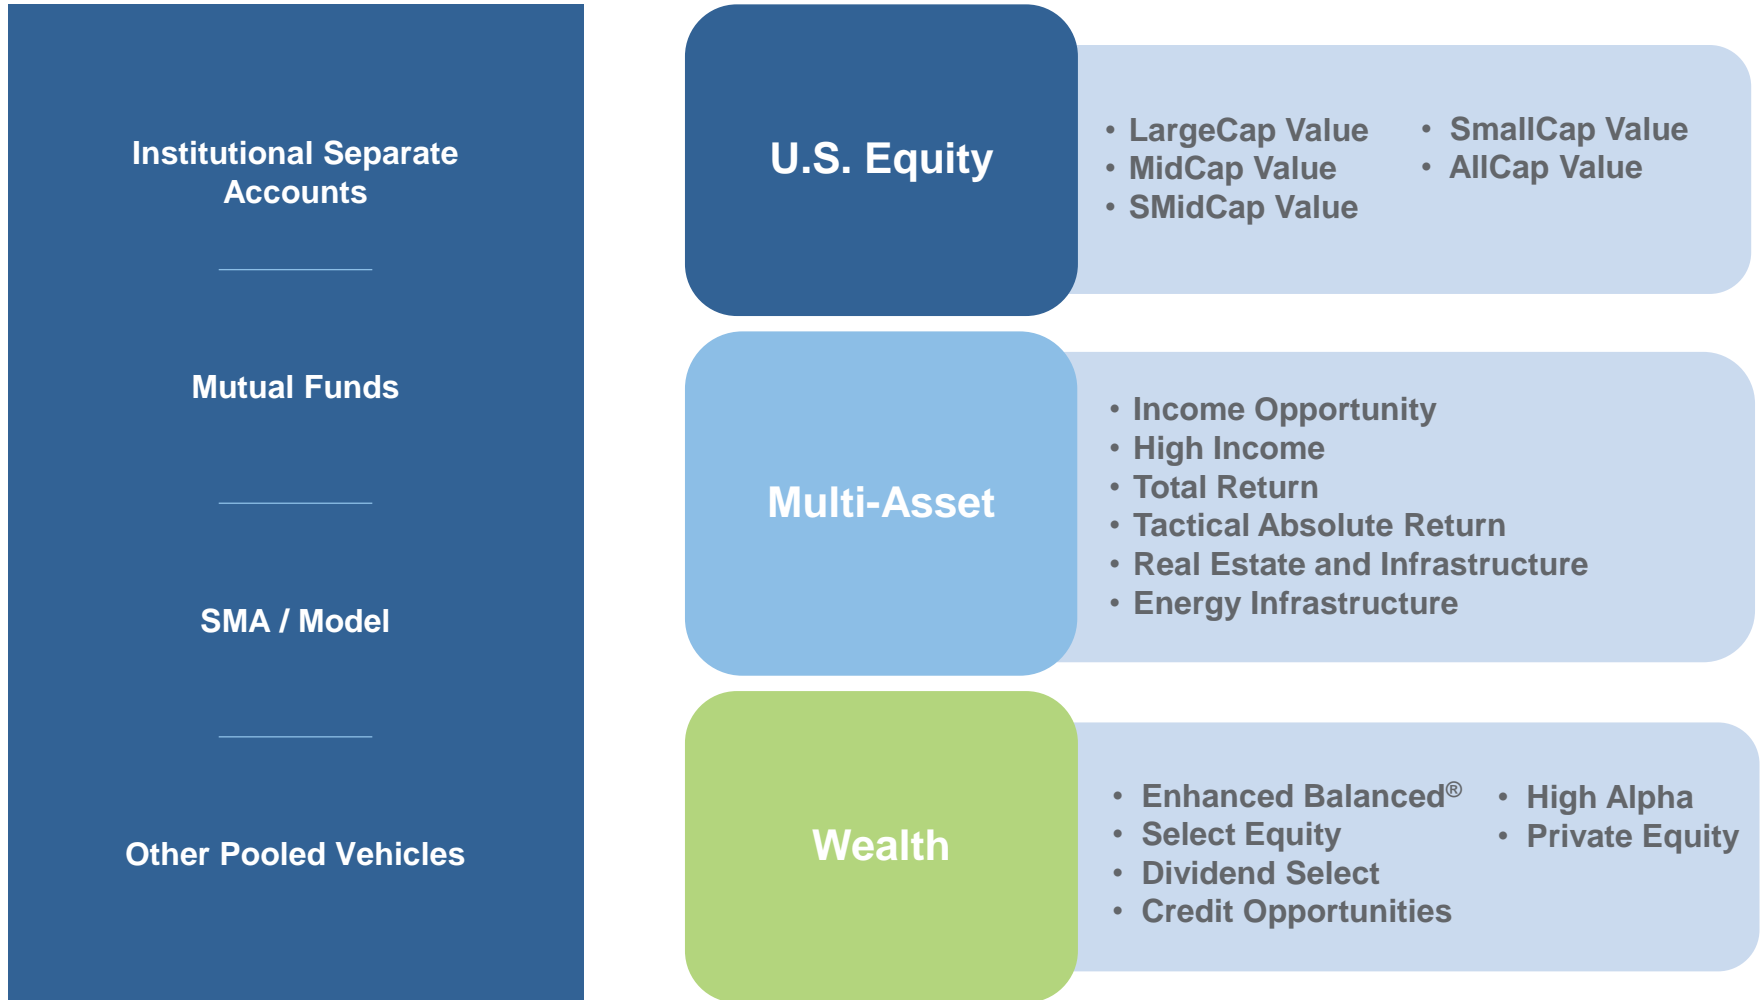 Institutional Separate
Accounts
Mutual Funds
SMA / Model
Other Pooled Vehicles
U.S. Equity
• LargeCap Value
• MidCap Value
• SMidCap Value
• SmallCap Value
• AllCap Value
Multi-Asset
• Income Opportunity
• High Income
• Total Return
• Tactical Absolute Return
• Real Estate and Infrastructure
• Energy Infrastructure
Wealth
• Enhanced Balanced®
• Select Equity
• Dividend Select
• Credit Opportunities
• High Alpha
• Private Equity